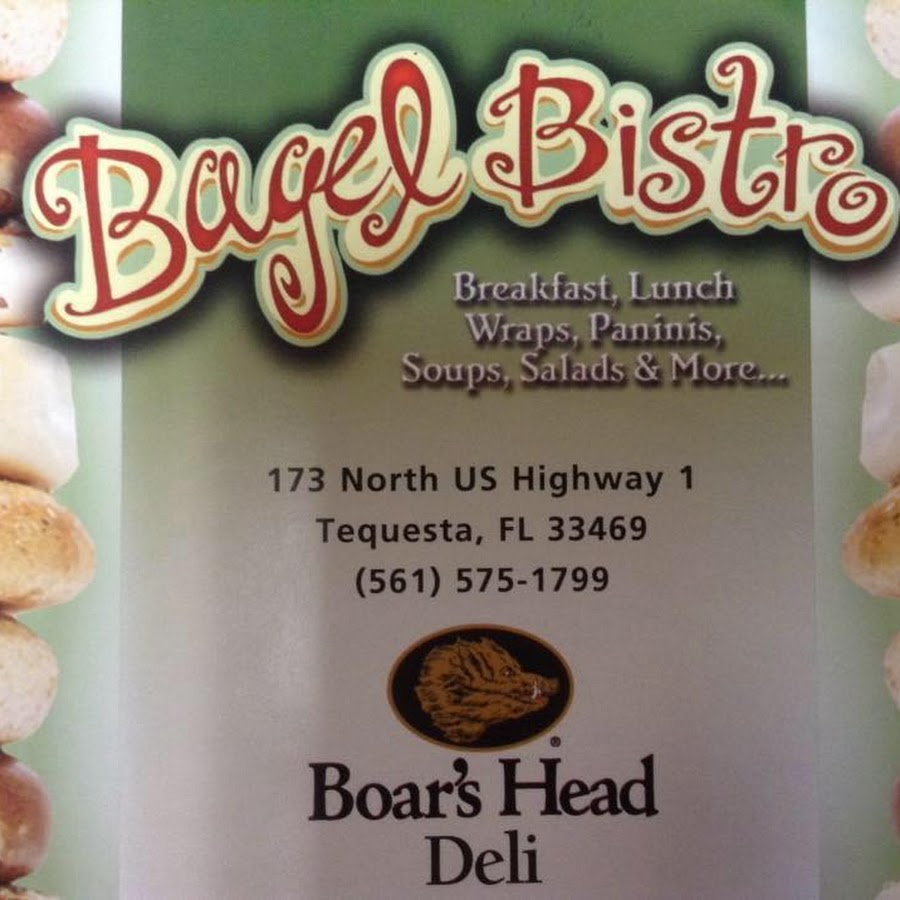 Bagel Bistro
Breakfast, Lunch
Wraps, Paninis,
Soups, Salads & More...
173 North US Highway 1
Tequesta, FL 33469
(561) 575-1799
®
Boar's Head
Deli